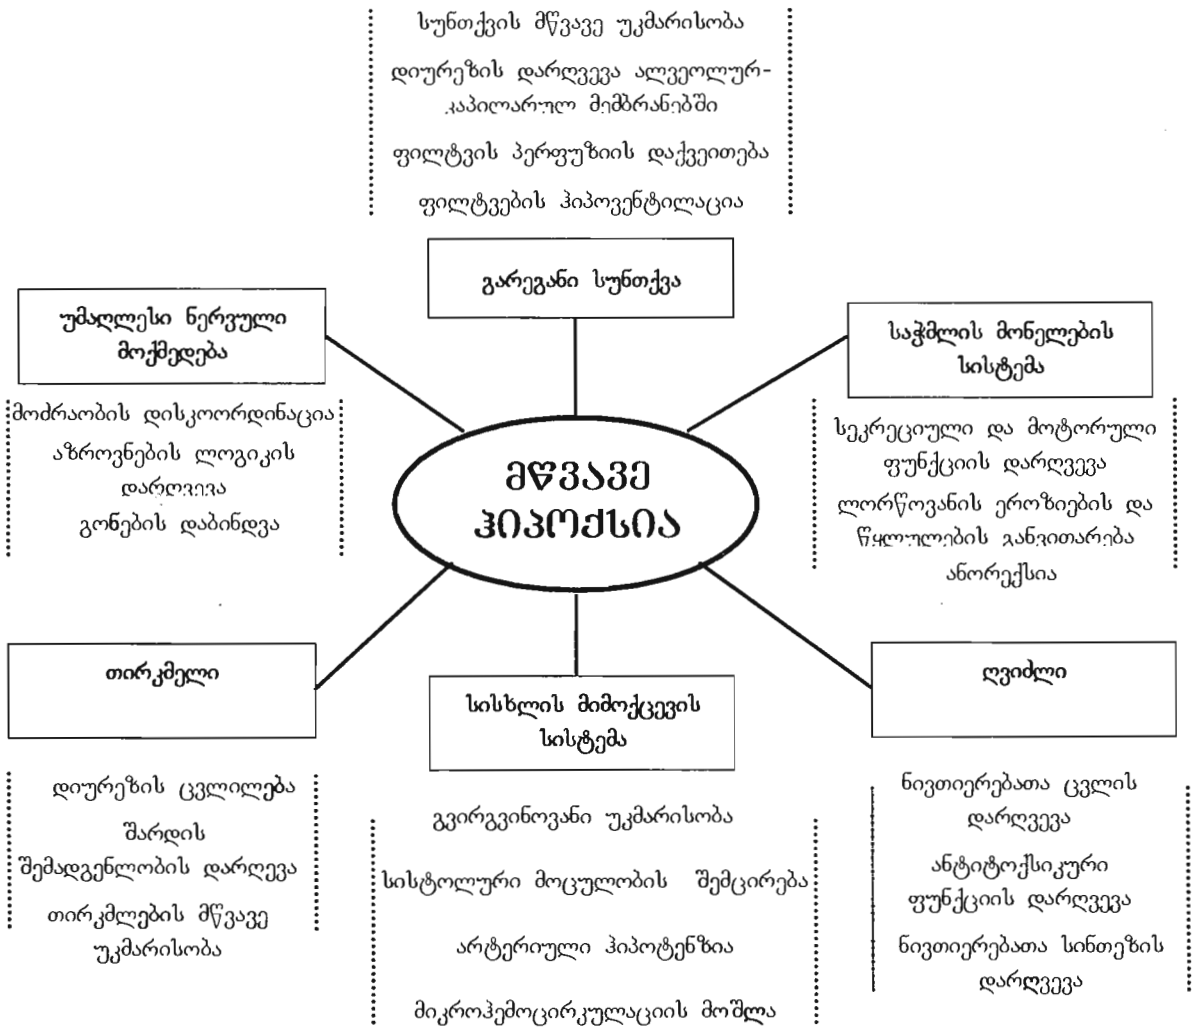 სუნთქვის მწვავე უკმარისობა
დიურეზის დარღვევა ალვეოლურ-
კაპილარულ მემბრანებში
ფილტვის პერფუზიის დაქვეითება
ფილტვების ჰიპოვენტილაცია
გარეგანი სუნთქვა
უმაღლესი ნერვული
მოქმედება
მოძრაობის დისკოორდინაცია
აზროვნების ლოგიკის
დარღვევა
გონების დაბინდვა
საჭმლის მონელების
სისტემა
სეკრეციული და მოტორული
ფუნქციის დარღვევა
ლორწოვანის ეროზიების და
წყლულების განვითარება
ანორექსია
მწვავე
ჰიპოქსია
თირკმელი
დიურეზის ცვლილება
შარდის
შემადგენლობის დარღევა
თირკმლების მწვავე
უკმარისობა
სისხლის მიმოქცევის
სისტემა
გვირგვინოვანი უკმარისობა
სისტოლური მოცულობის შემცირება
არტერიული ჰიპოტენზია
მიკროჰემოცირკულაციის მოშლა
ღვიძლი
ნივთიერებათა ცვლის
დარღვევა
ანტიტოქსიკური
ფუნქციის დარღვევა
ნივთიერებათა სინთეზის
დარღვევა